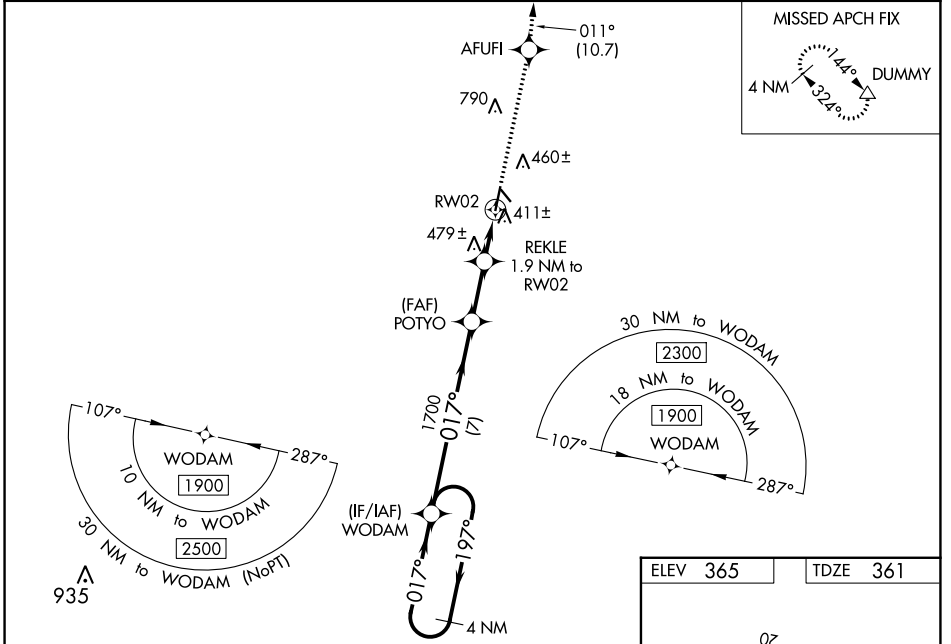 MISSED APCH FIX
4 NM
144°
324°
DUMMY
011°
(10.7)
AFUFI
790
460±
RW02
411±
479±
REKLE
1.9 NM to
RW02
(FAF)
POTYO
1700
017°
(7)
(IF/IAF)
WODAM
017°
197°
4 NM
107°
287°
WODAM
1900
10 NM to WODAM
2500
30 NM to WODAM (NoPT)
935
30 NM to WODAM
2300
18 NM to WODAM
1900
WODAM
107°
287°
ELEV 365
TDZE 361